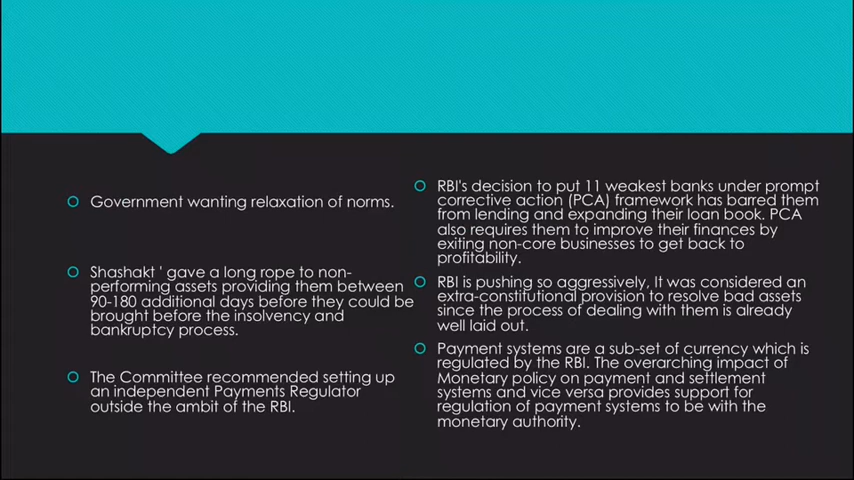 Government wanting relaxation of norms.
Shashakt ' gave a long rope to non-
performing assets providing them between
90-180 additional days before they could be
brought before the insolvency and
bankruptcy process.
The Committee recommended setting up
an independent Payments Regulator
outside the ambit of the RBI.
RBI's decision to put 11 weakest banks under prompt
corrective action (PCA) framework has barred them
from lending and expanding their loan book. PCA
also requires them to improve their finances by
exiting non-core businesses to get back to
profitability.
RBI is pushing so aggressively, It was considered an
extra-constitutional provision to resolve bad assets
since the process of dealing with them is already
well laid out.
Payment systems are a sub-set of currency which is
regulated by the RBI. The overarching impact of
Monetary policy on payment and settlement
systems and vice versa provides support for
regulation of payment systems to be with the
monetary authority.